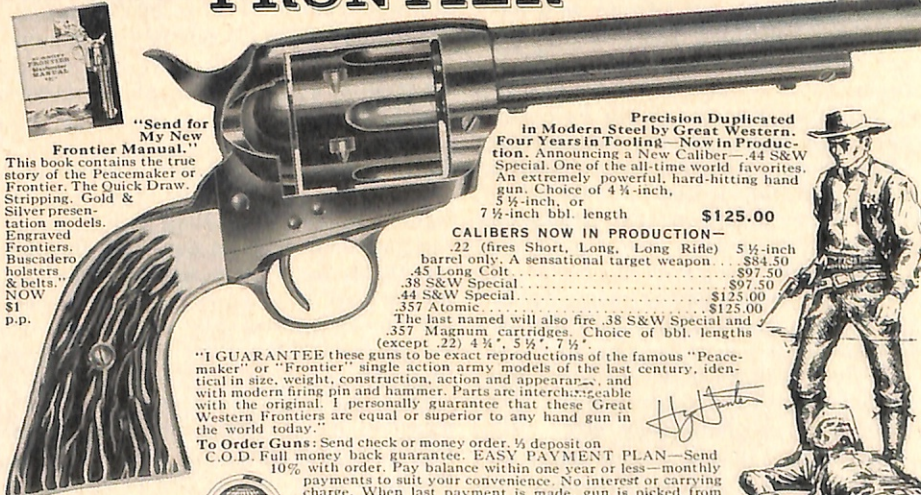 FRONTIER
FRONTIER
MANUAL
"Send for
My New
Frontier Manual."
This book contains the true
story of the Peacemaker or
Frontier. The Quick Draw.
Stripping. Gold &
Silver presen-
tation models.
Engraved
Frontiers.
Buscadero
holsters
& belts."
NOW
$1
p.p.
Precision Duplicated
in Modern Steel by Great Western.
Four Years in Tooling—Now in Produc-
tion. Announcing a New Caliber—.44 S&W
Special. One of the all-time world favorites.
An extremely powerful, hard-hitting hand
gun. Choice of 4 ¾-inch,
5 ½-inch, or
7 ½-inch bbl. length $125.00
CALIBERS NOW IN PRODUCTION—
.22 (fires Short, Long, Long Rifle) 5 ½-inch
barrel only. A sensational target weapon....$84.50
.45 Long Colt..............................$97.50
.38 S&W Special............................$97.50
.44 S&W Special...........................$125.00
.357 Atomic...............................$125.00
The last named will also fire .38 S&W Special and
.357 Magnum cartridges. Choice of bbl. lengths
(except .22) 4 ¾", 5 ½", 7 ½".
"I GUARANTEE these guns to be exact reproductions of the famous "Peace-
maker" or "Frontier" single action army models of the last century, iden-
tical in size, weight, construction, action and appearance, and
with modern firing pin and hammer. Parts are interchangeable
with the original. I personally guarantee that these Great
Western Frontiers are equal or superior to any hand gun in
the world today."
Hy Hunter
To Order Guns: Send check or money order. ⅓ deposit on
C.O.D. Full money back guarantee. EASY PAYMENT PLAN—Send
10% with order. Pay balance within one year or less—monthly
payments to suit your convenience. No interest or carrying
charge. When last payment is made, gun is picked from